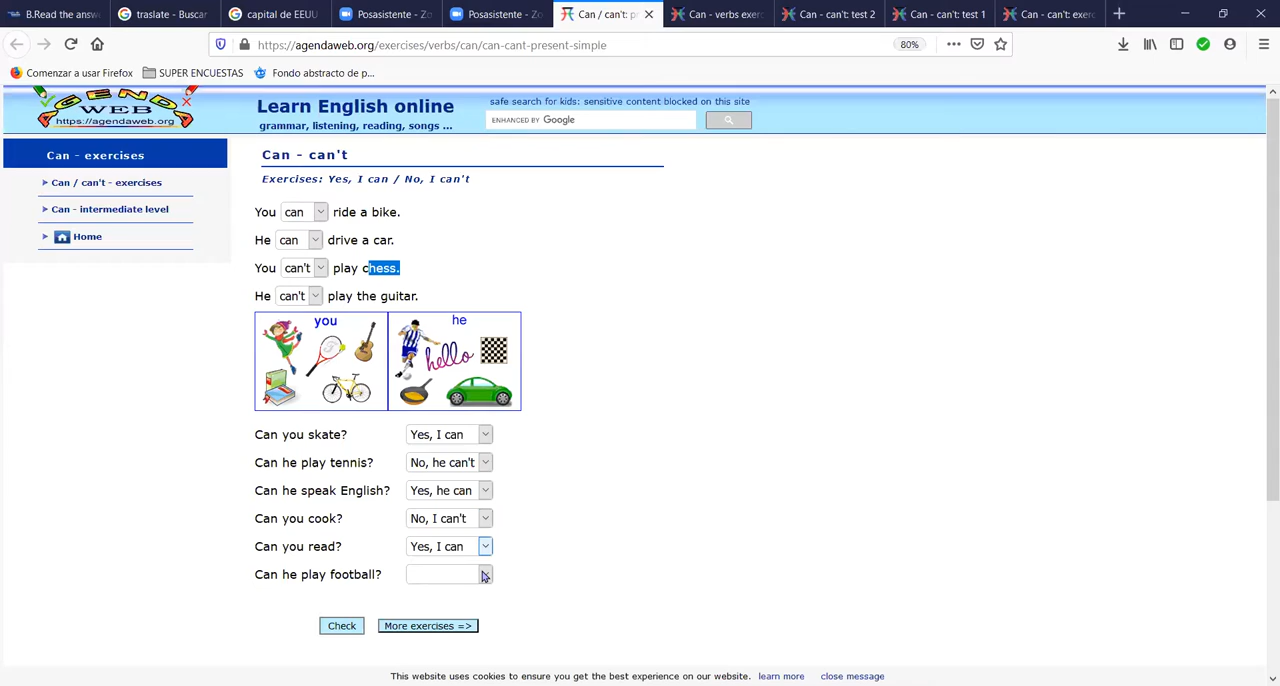 B.Read the answ
traslate - Buscar
capital de EEUU
Posasistente - Zo
Posasistente - Zo
Can / can't: p
Can - verbs exer
Can - can't: test 2
Can - can't: test 1
Can - can't: exer
https://agendaweb.org/exercises/verbs/can/can-cant-present-simple
80%
Comenzar a usar Firefox
SUPER ENCUESTAS
Fondo abstracto de p...
WEB
https://agendaweb.org
Learn English online
grammar, listening, reading, songs ...
safe search for kids: sensitive content blocked on this site
ENHANCED BY Google
Can - exercises
Can / can't - exercises
Can - intermediate level
Home
Can - can't
Exercises: Yes, I can / No, I can't
You can ride a bike.
He can drive a car.
You can't play chess.
He can't play the guitar.
you
he
hello
Can you skate? Yes, I can
Can he play tennis? No, he can't
Can he speak English? Yes, he can
Can you cook? No, I can't
Can you read? Yes, I can
Can he play football?
Check
More exercises =>
This website uses cookies to ensure you get the best experience on our website. learn more close message